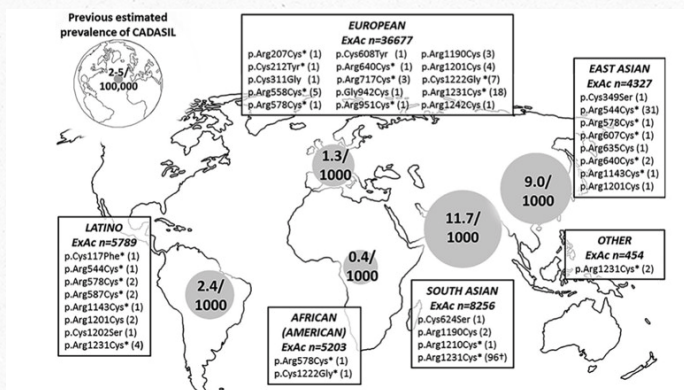 Previous estimated
prevalence of CADASIL
2-5/
100,000
EUROPEAN
ExAc n=36677
p.Arg207Cys* (1) p.Cys608Tyr (1) p.Arg1190Cys (3)
p.Cys212Tyr* (1) p.Arg640Cys* (1) p.Arg1201Cys (4)
p.Cys311Gly (1) p.Arg717Cys* (3) p.Cys1222Gly *(7)
p.Arg558Cys* (5) p.Gly942Cys (1) p.Arg1231Cys* (18)
p.Arg578Cys* (1) p.Arg951Cys* (1) p.Arg1242Cys (1)
EAST ASIAN
ExAc n=4327
p.Cys349Ser (1)
p.Arg544Cys* (31)
p.Arg578Cys* (1)
p.Arg607Cys* (1)
p.Arg635Cys (1)
p.Arg640Cys* (2)
p.Arg1143Cys* (1)
p.Arg1201Cys (1)
1.3/
1000
9.0/
1000
11.7/
1000
0.4/
1000
2.4/
1000
LATINO
ExAc n=5789
p.Cys117Phe* (1)
p.Arg544Cys* (1)
p.Arg578Cys* (2)
p.Arg587Cys* (2)
p.Arg1143Cys* (1)
p.Arg1201Cys (2)
p.Cys1202Ser (1)
p.Arg1231Cys* (4)
OTHER
ExAc n=454
p.Arg1231Cys* (2)
SOUTH ASIAN
ExAc n=8256
p.Cys624Ser (1)
p.Arg1190Cys (2)
p.Arg1210Cys* (1)
p.Arg1231Cys* (96†)
AFRICAN
(AMERICAN)
ExAc n=5203
p.Arg578Cys* (1)
p.Cys1222Gly* (1)